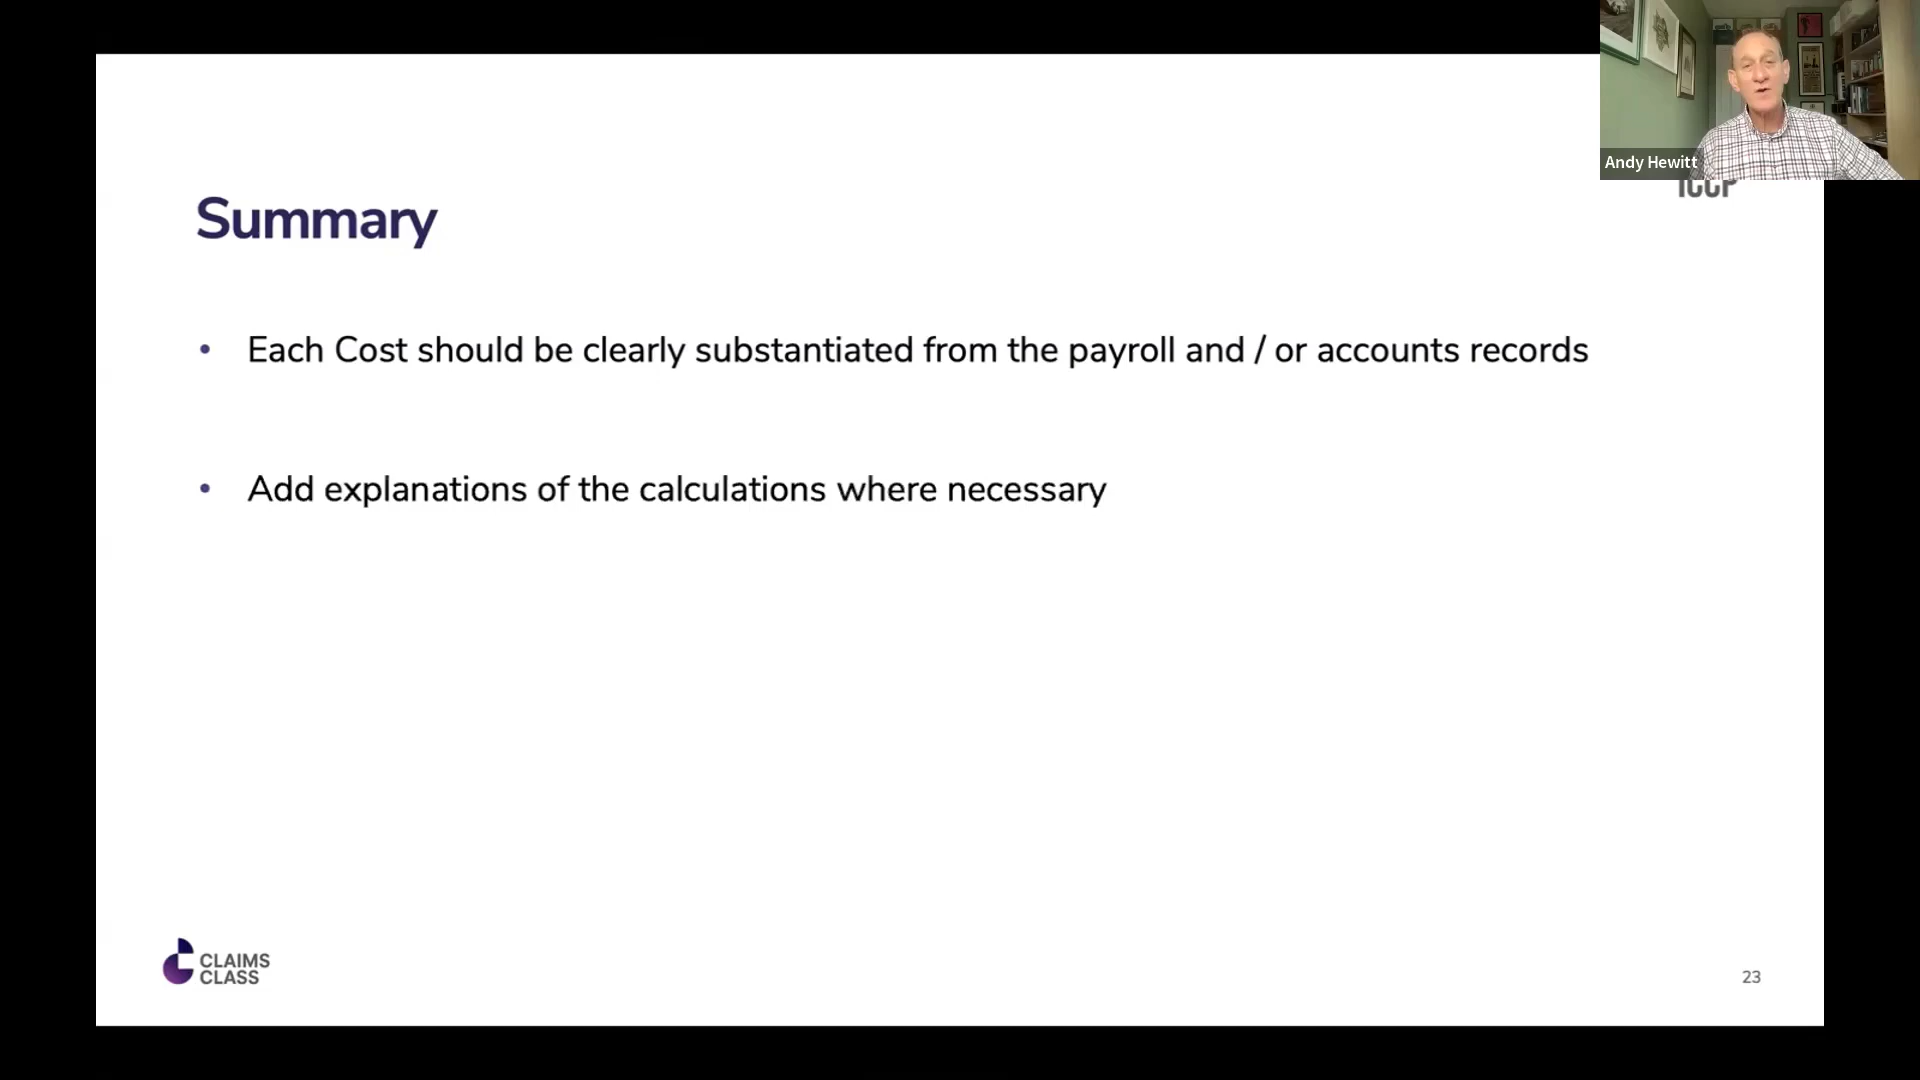 Andy Hewitt
Summary
• Each Cost should be clearly substantiated from the payroll and / or accounts records
• Add explanations of the calculations where necessary
CLAIMS
CLASS
23